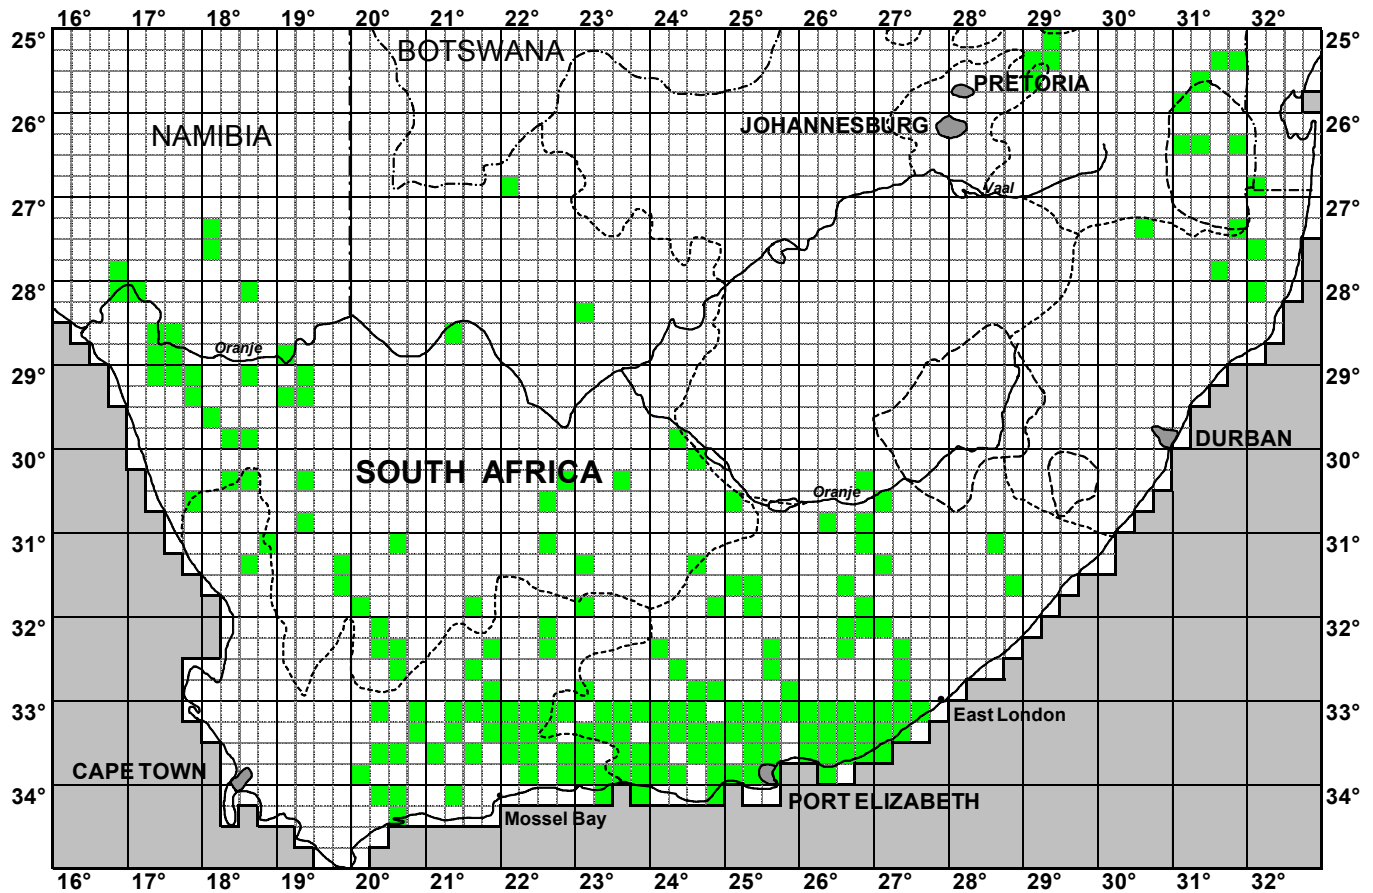 16° 17° 18° 19° 20° 21° 22° 23° 24° 25° 26° 27° 28° 29° 30° 31° 32°
25° 25°
BOTSWANA
PRETORIA
26° JOHANNESBURG 26°
NAMIBIA
Vaal
27° 27°
28° 28°
Oranje
29° 29°
DURBAN
30° 30°
SOUTH AFRICA
Oranje
31° 31°
32° 32°
33° 33°
East London
CAPE TOWN
34° 34°
PORT ELIZABETH
Mossel Bay
16° 17° 18° 19° 20° 21° 22° 23° 24° 25° 26° 27° 28° 29° 30° 31° 32°